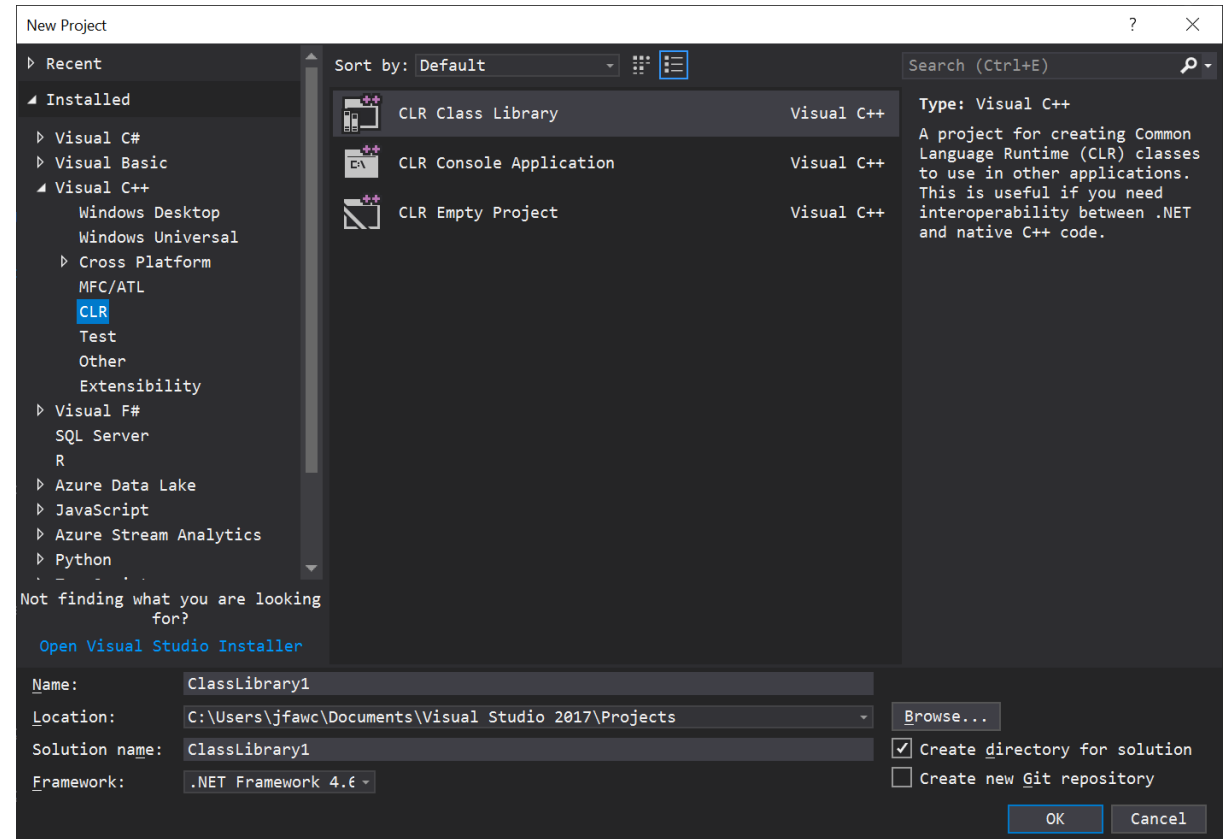 New Project
Recent
Installed
Visual C#
Visual Basic
Visual C++
Windows Desktop
Windows Universal
Cross Platform
MFC/ATL
CLR
Test
Other
Extensibility
Visual F#
SQL Server
R
Azure Data Lake
JavaScript
Azure Stream Analytics
Python
Not finding what you are looking
for?
Open Visual Studio Installer
Sort by: Default
CLR Class Library Visual C++
CLR Console Application Visual C++
CLR Empty Project Visual C++
Search (Ctrl+E)
Type: Visual C++
A project for creating Common
Language Runtime (CLR) classes
to use in other applications.
This is useful if you need
interoperability between .NET
and native C++ code.
Name: ClassLibrary1
Location: C:\Users\jfawc\Documents\Visual Studio 2017\Projects
Browse...
Solution name: ClassLibrary1
Create directory for solution
Framework: .NET Framework 4.6
Create new Git repository
OK Cancel